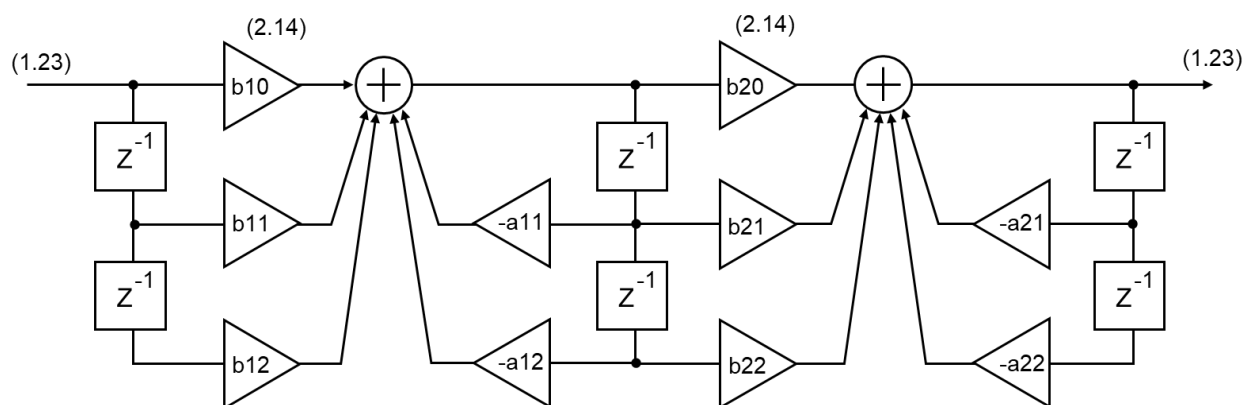 (2.14) (2.14)
(1.23) (1.23)
b10 + b20 +
Z⁻¹ Z⁻¹ Z⁻¹
b11 -a11 b21 -a21
Z⁻¹ Z⁻¹ Z⁻¹
b12 -a12 b22 -a22